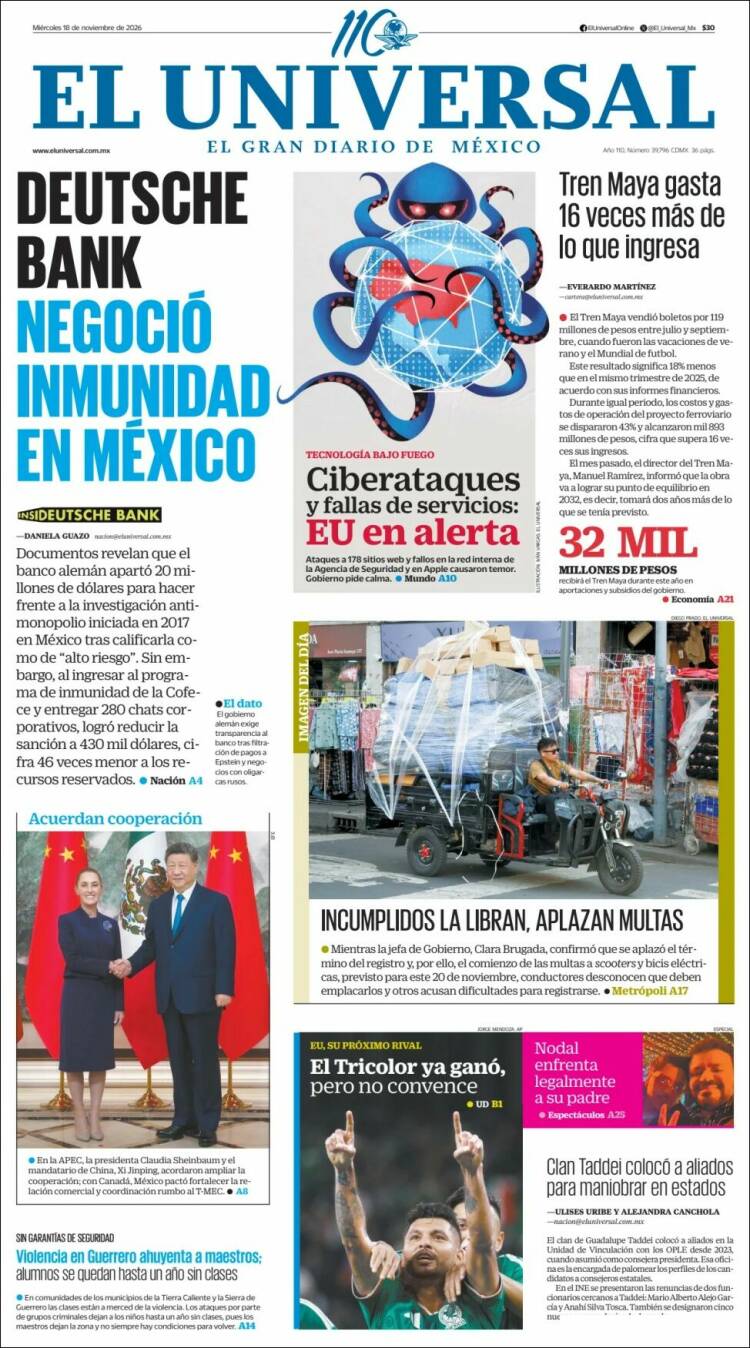 Miércoles 18 de noviembre de 2026
110
ElUniversalOnline @El_Universal_Mx $30
EL UNIVERSAL
EL GRAN DIARIO DE MÉXICO
www.eluniversal.com.mx
Año 110, Número 39,796 CDMX 36 págs.
DEUTSCHE
BANK
NEGOCIÓ
INMUNIDAD
EN MÉXICO
INSIDEUTSCHE BANK
—DANIELA GUAZO nacion@eluniversal.com.mx
Documentos revelan que el
banco alemán apartó 20 mi-
llones de dólares para hacer
frente a la investigación anti-
monopolio iniciada en 2017
en México tras calificarla co-
mo de “alto riesgo”. Sin em-
bargo, al ingresar al progra-
ma de inmunidad de la Cofe-
ce y entregar 280 chats cor-
porativos, logró reducir la
sanción a 430 mil dólares, ci-
fra 46 veces menor a los re-
cursos reservados. ● Nación A4
● El dato
El gobierno
alemán exige
transparencia al
banco tras filtra-
ción de pagos a
Epstein y nego-
cios con oligar-
cas rusos.
TECNOLOGÍA BAJO FUEGO
Ciberataques
y fallas de servicios:
EU en alerta
Ataques a 178 sitios web y fallos en la red interna de
la Agencia de Seguridad y en Apple causaron temor.
Gobierno pide calma. ● Mundo A10
ILUSTRACIÓN: IVÁN VARGAS. EL UNIVERSAL
Tren Maya gasta
16 veces más de
lo que ingresa
—EVERARDO MARTÍNEZ
—cartera@eluniversal.com.mx
● El Tren Maya vendió boletos por 119
millones de pesos entre julio y septiem-
bre, cuando fueron las vacaciones de ve-
rano y el Mundial de futbol.
Este resultado significa 18% menos
que en el mismo trimestre de 2025, de
acuerdo con sus informes financieros.
Durante igual periodo, los costos y gas-
tos de operación del proyecto ferroviario
se dispararon 43% y alcanzaron mil 893
millones de pesos, cifra que supera 16 ve-
ces sus ingresos.
El mes pasado, el director del Tren Ma-
ya, Manuel Ramírez, informó que la obra
va a lograr su punto de equilibrio en
2032, es decir, tomará dos años más de lo
que se tenía previsto.
32 MIL
MILLONES DE PESOS
recibirá el Tren Maya durante este año en
aportaciones y subsidios del gobierno.
● Economía A21
DIEGO PRADO. EL UNIVERSAL
IMAGEN DEL DÍA
INCUMPLIDOS LA LIBRAN, APLAZAN MULTAS
● Mientras la jefa de Gobierno, Clara Brugada, confirmó que se aplazó el tér-
mino del registro y, por ello, el comienzo de las multas a scooters y bicis eléctri-
cas, previsto para este 20 de noviembre, conductores desconocen que deben
emplacarlos y otros acusan dificultades para registrarse. ● Metrópoli A17
Acuerdan cooperación
● En la APEC, la presidenta Claudia Sheinbaum y el
mandatario de China, Xi Jinping, acordaron ampliar la
cooperación; con Canadá, México pactó fortalecer la re-
lación comercial y coordinación rumbo al T-MEC. ● A8
SIN GARANTÍAS DE SEGURIDAD
Violencia en Guerrero ahuyenta a maestros;
alumnos se quedan hasta un año sin clases
● En comunidades de los municipios de la Tierra Caliente y la Sierra de
Guerrero las clases están a merced de la violencia. Los ataques por parte
de grupos criminales dejan a los niños hasta un año sin clases, pues los
maestros dejan la zona y no siempre hay condiciones para volver. A14
JORGE MENDOZA. AP
EU, SU PRÓXIMO RIVAL
El Tricolor ya ganó,
pero no convence
● UD B1
ESPECIAL
Nodal
enfrenta
legalmente
a su padre
● Espectáculos A25
Clan Taddei colocó a aliados
para maniobrar en estados
—ULISES URIBE Y ALEJANDRA CANCHOLA
—nacion@eluniversal.com.mx
El clan de Guadalupe Taddei colocó a aliados en la
Unidad de Vinculación con los OPLE desde 2023,
cuando asumió como consejera presidenta. Esa ofici-
na es la encargada de palomear los perfiles de los can-
didatos a consejeros estatales.
En el INE se presentaron las renuncias de dos fun-
cionarios cercanos a Taddei: Mario Alberto Alejo Gar-
cía y Anahí Silva Tosca. También se designaron cinco
nue